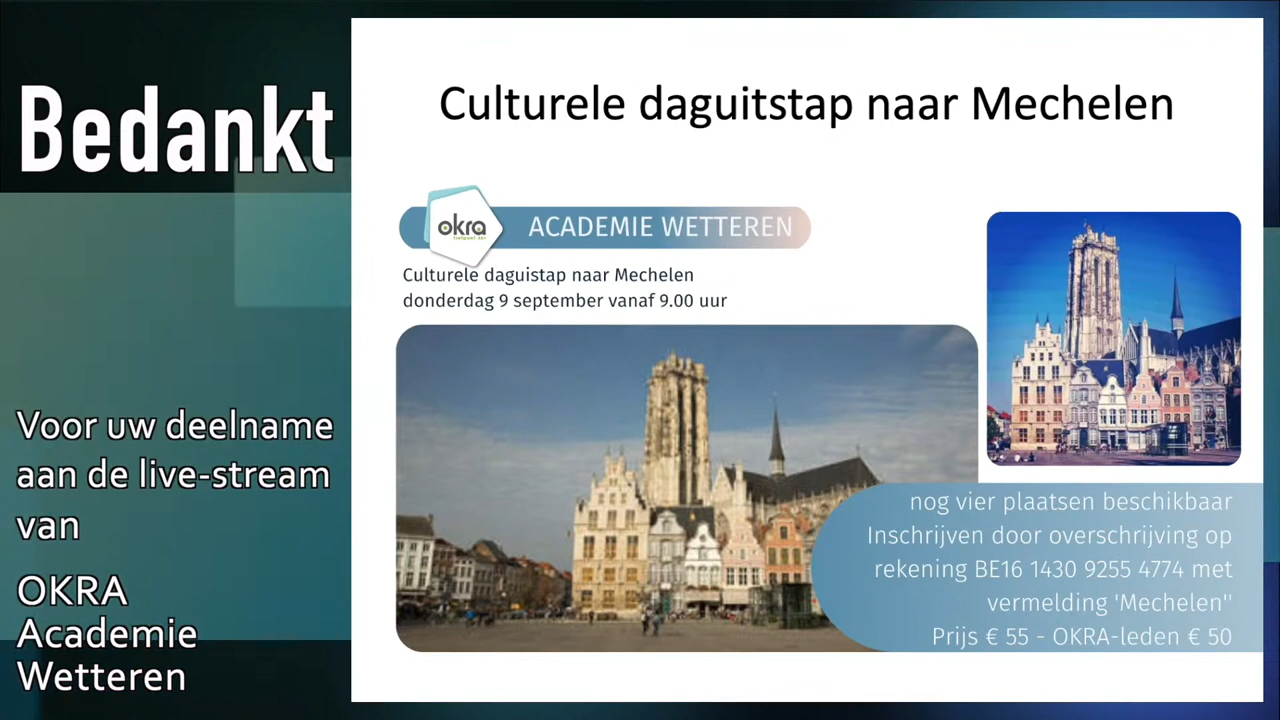 Bedankt
Voor uw deelname
aan de live-stream
van
OKRA
Academie
Wetteren
Culturele daguitstap naar Mechelen
okra
trefpunt 55+
ACADEMIE WETTEREN
Culturele daguistap naar Mechelen
donderdag 9 september vanaf 9.00 uur
nog vier plaatsen beschikbaar
Inschrijven door overschrijving op
rekening BE16 1430 9255 4774 met
vermelding 'Mechelen''
Prijs € 55 - OKRA-leden € 50